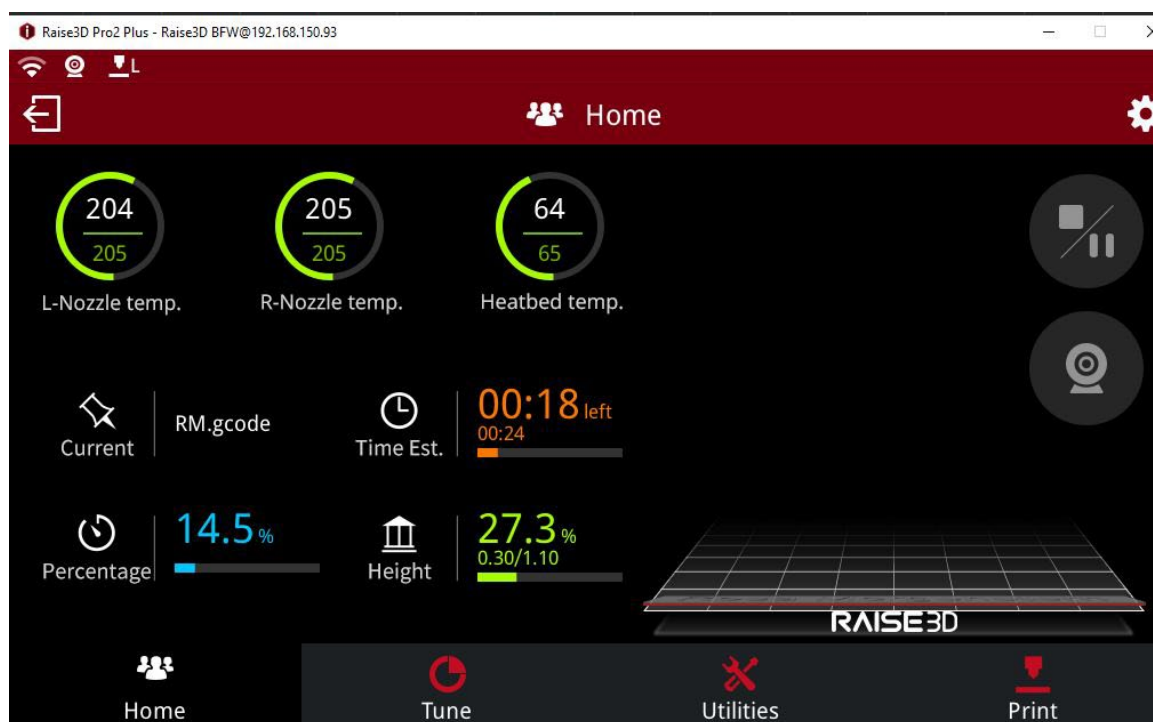 Raise3D Pro2 Plus - Raise3D BFW@192.168.150.93
L
Home
204
205
L-Nozzle temp.
205
205
R-Nozzle temp.
64
65
Heatbed temp.
Current
RM.gcode
Time Est.
00:18 left
00:24
Percentage
14.5 %
Height
27.3 %
0.30/1.10
RAISE3D
Home
Tune
Utilities
Print